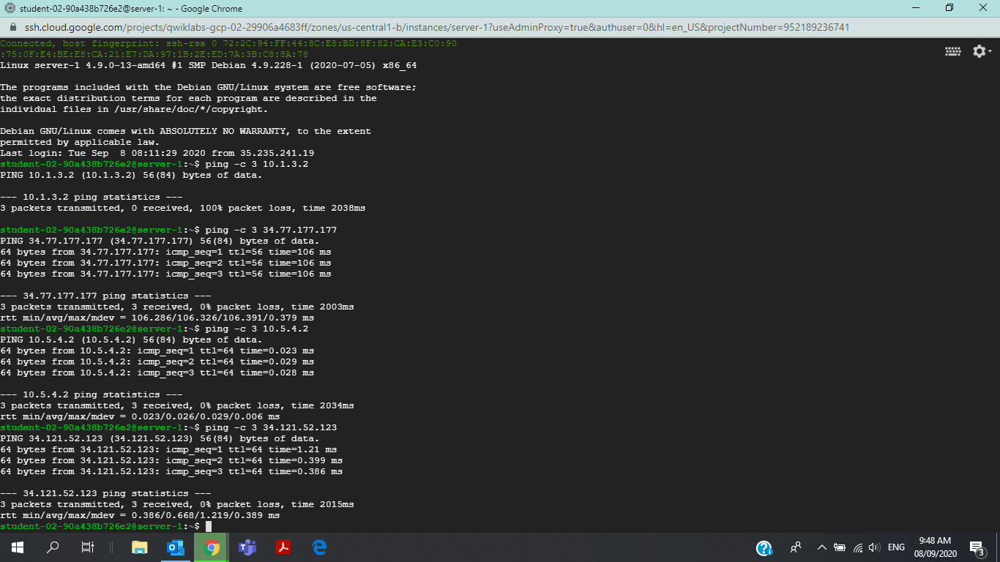 student-02-90a438b726e2@server-1: ~ - Google Chrome
ssh.cloud.google.com/projects/qwiklabs-gcp-02-29906a4683ff/zones/us-central1-b/instances/server-1?useAdminProxy=true&authuser=0&hl=en_US&projectNumber=952189236741
Connected, host fingerprint: ssh-rsa 0 72:2C:94:FF:44:8C:E8:BD:8F:82:CA:E3:C0:90
:75:0F:E4:BE:E8:CA:21:E7:DA:97:1B:2E:ED:7A:3B:C8:8A:78
Linux server-1 4.9.0-13-amd64 #1 SMP Debian 4.9.228-1 (2020-07-05) x86_64
The programs included with the Debian GNU/Linux system are free software;
the exact distribution terms for each program are described in the
individual files in /usr/share/doc/*/copyright.
Debian GNU/Linux comes with ABSOLUTELY NO WARRANTY, to the extent
permitted by applicable law.
Last login: Tue Sep  8 08:11:29 2020 from 35.235.241.19
student-02-90a438b726e2@server-1:~$ ping -c 3 10.1.3.2
PING 10.1.3.2 (10.1.3.2) 56(84) bytes of data.
--- 10.1.3.2 ping statistics ---
3 packets transmitted, 0 received, 100% packet loss, time 2038ms
student-02-90a438b726e2@server-1:~$ ping -c 3 34.77.177.177
PING 34.77.177.177 (34.77.177.177) 56(84) bytes of data.
64 bytes from 34.77.177.177: icmp_seq=1 ttl=56 time=106 ms
64 bytes from 34.77.177.177: icmp_seq=2 ttl=56 time=106 ms
64 bytes from 34.77.177.177: icmp_seq=3 ttl=56 time=106 ms
--- 34.77.177.177 ping statistics ---
3 packets transmitted, 3 received, 0% packet loss, time 2003ms
rtt min/avg/max/mdev = 106.286/106.326/106.391/0.379 ms
student-02-90a438b726e2@server-1:~$ ping -c 3 10.5.4.2
PING 10.5.4.2 (10.5.4.2) 56(84) bytes of data.
64 bytes from 10.5.4.2: icmp_seq=1 ttl=64 time=0.023 ms
64 bytes from 10.5.4.2: icmp_seq=2 ttl=64 time=0.029 ms
64 bytes from 10.5.4.2: icmp_seq=3 ttl=64 time=0.028 ms
--- 10.5.4.2 ping statistics ---
3 packets transmitted, 3 received, 0% packet loss, time 2034ms
rtt min/avg/max/mdev = 0.023/0.026/0.029/0.006 ms
student-02-90a438b726e2@server-1:~$ ping -c 3 34.121.52.123
PING 34.121.52.123 (34.121.52.123) 56(84) bytes of data.
64 bytes from 34.121.52.123: icmp_seq=1 ttl=64 time=1.21 ms
64 bytes from 34.121.52.123: icmp_seq=2 ttl=64 time=0.399 ms
64 bytes from 34.121.52.123: icmp_seq=3 ttl=64 time=0.386 ms
--- 34.121.52.123 ping statistics ---
3 packets transmitted, 3 received, 0% packet loss, time 2015ms
rtt min/avg/max/mdev = 0.386/0.668/1.219/0.389 ms
student-02-90a438b726e2@server-1:~$
ENG
9:48 AM
08/09/2020
3